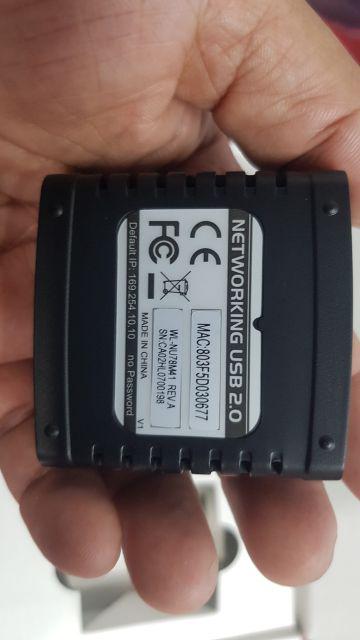 NETWORKING USB 2.0
MAC:803F5D030677
CE
FC
WL-NU78M41 REV.A
SN:CA02HL0700198
MADE IN CHINA
V1
Default IP: 169.254.10.10 no Password